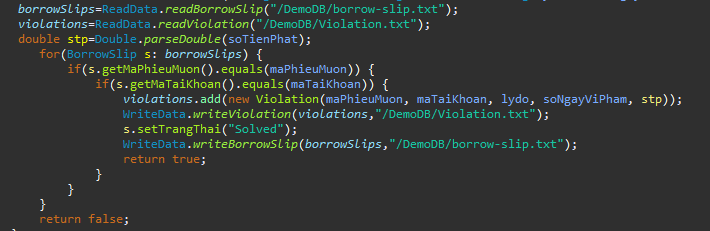 borrowSlips=ReadData.readBorrowSlip("/DemoDB/borrow-slip.txt");
violations=ReadData.readViolation("/DemoDB/Violation.txt");
double stp=Double.parseDouble(soTienPhat);
for(BorrowSlip s: borrowSlips) {
if(s.getMaPhieuMuon().equals(maPhieuMuon)) {
if(s.getMaTaiKhoan().equals(maTaiKhoan)) {
violations.add(new Violation(maPhieuMuon, maTaiKhoan, lydo, soNgayViPham, stp));
WriteData.writeViolation(violations,"/DemoDB/Violation.txt");
s.setTrangThai("Solved");
WriteData.writeBorrowSlip(borrowSlips,"/DemoDB/borrow-slip.txt");
return true;
}
}
}
return false;